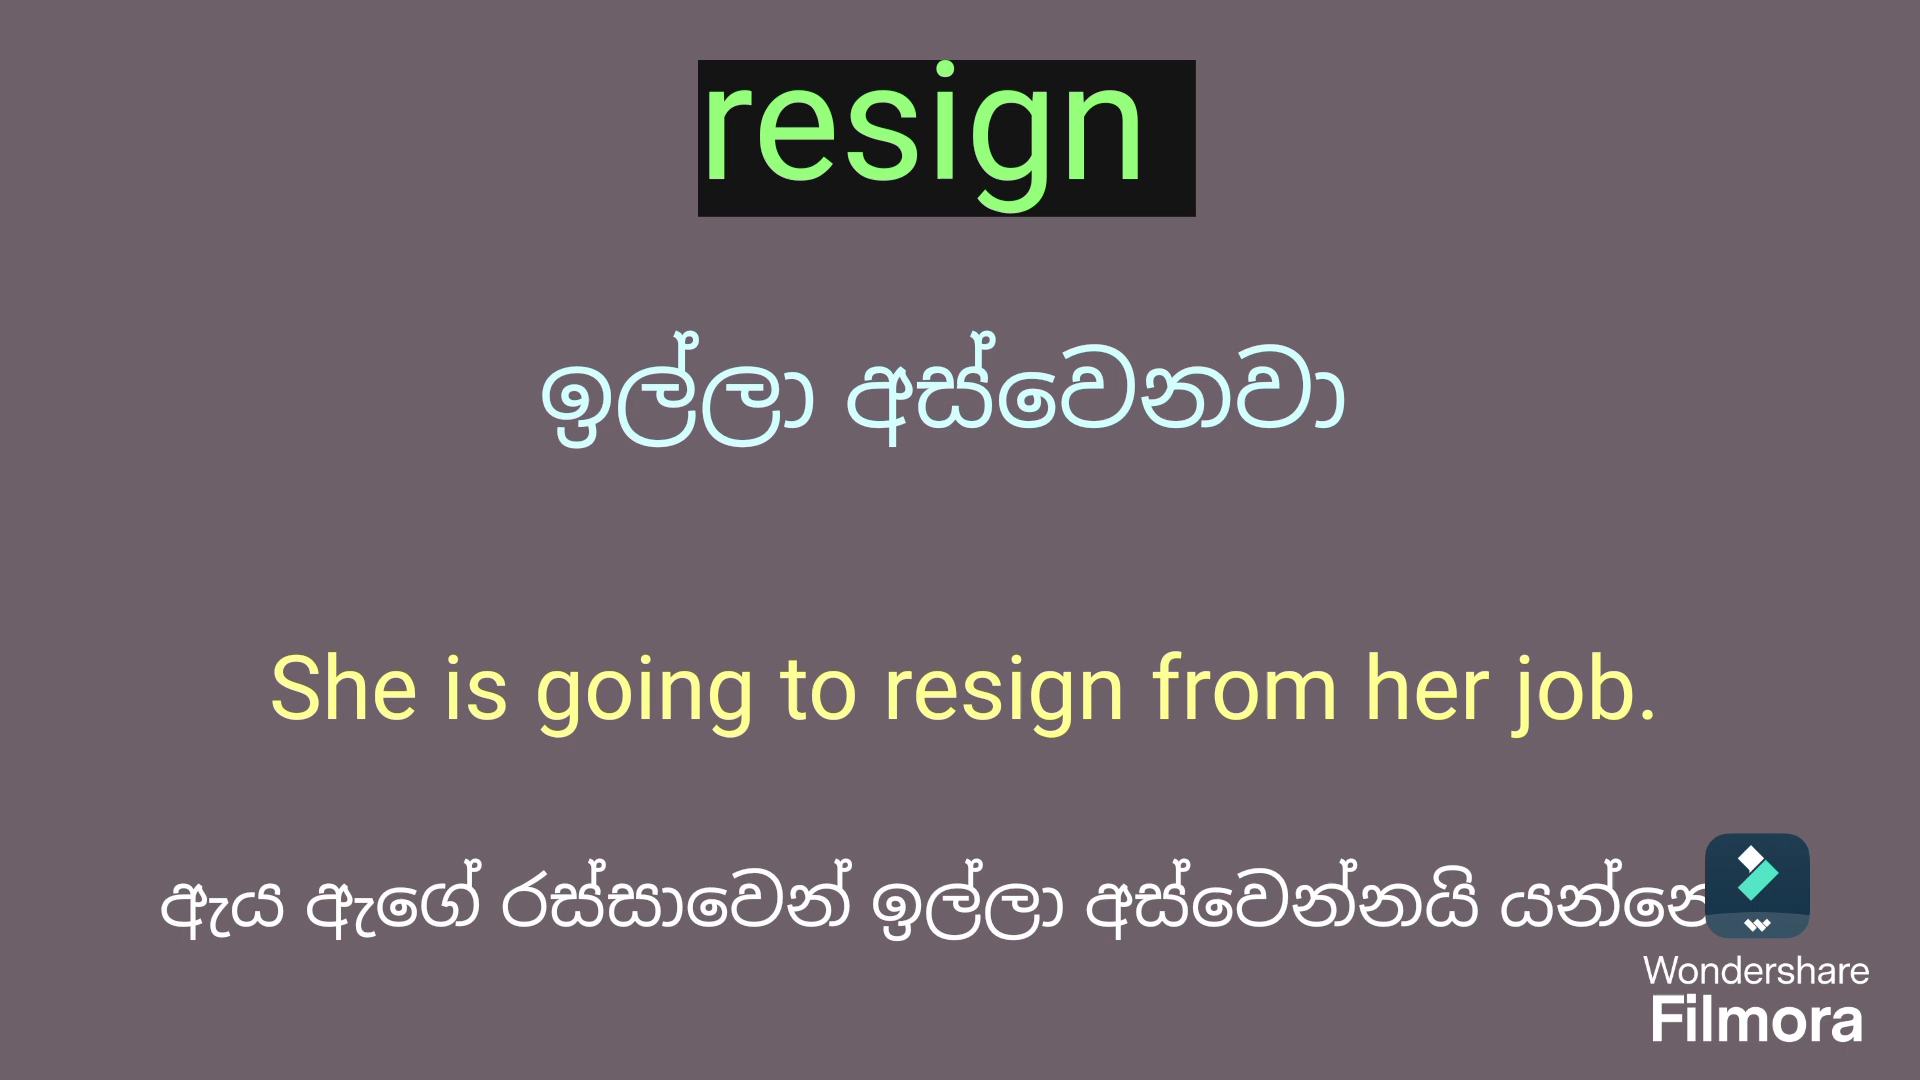 resign
ඉල්ලා අස්වෙනවා
She is going to resign from her job.
ඇය ඇගේ රස්සාවෙන් ඉල්ලා අස්වෙන්නයි
Wondershare
Filmora